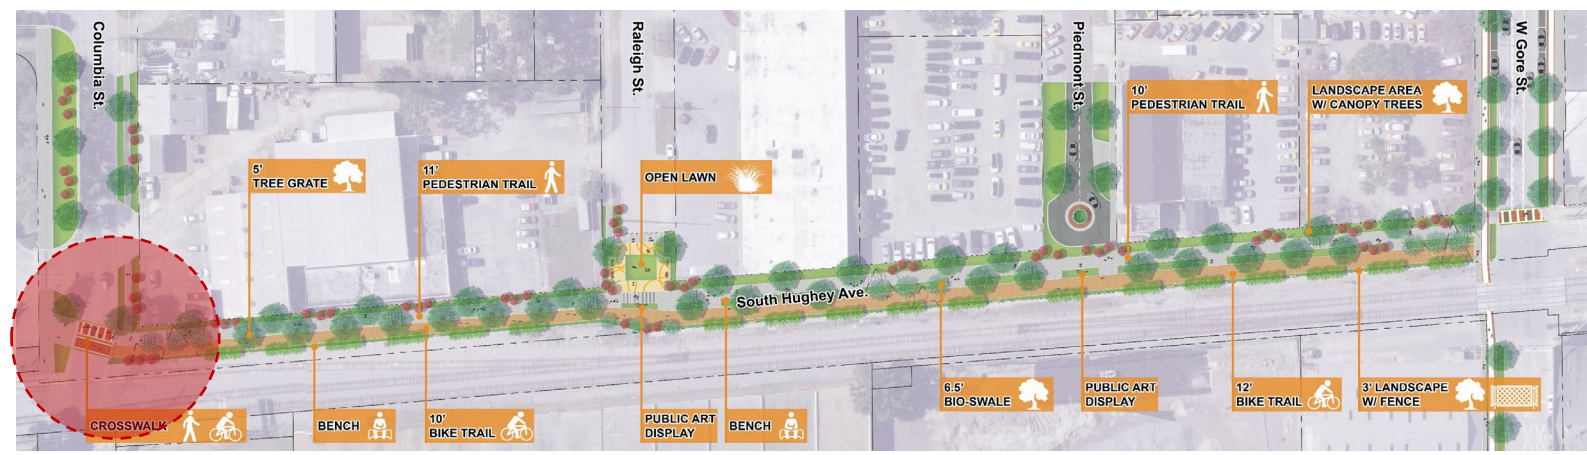 Columbia St.
Raleigh St.
Piedmont St.
W Gore St.
5'
TREE GRATE
11'
PEDESTRIAN TRAIL
OPEN LAWN
10'
PEDESTRIAN TRAIL
LANDSCAPE AREA
W/ CANOPY TREES
South Hughey Ave.
CROSSWALK
BENCH
10'
BIKE TRAIL
PUBLIC ART
DISPLAY
BENCH
6.5'
BIO-SWALE
PUBLIC ART
DISPLAY
12'
BIKE TRAIL
3' LANDSCAPE
W/ FENCE